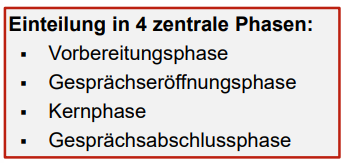 Einteilung in 4 zentrale Phasen:
▪ Vorbereitungsphase
▪ Gesprächseröffnungsphase
▪ Kernphase
▪ Gesprächsabschlussphase